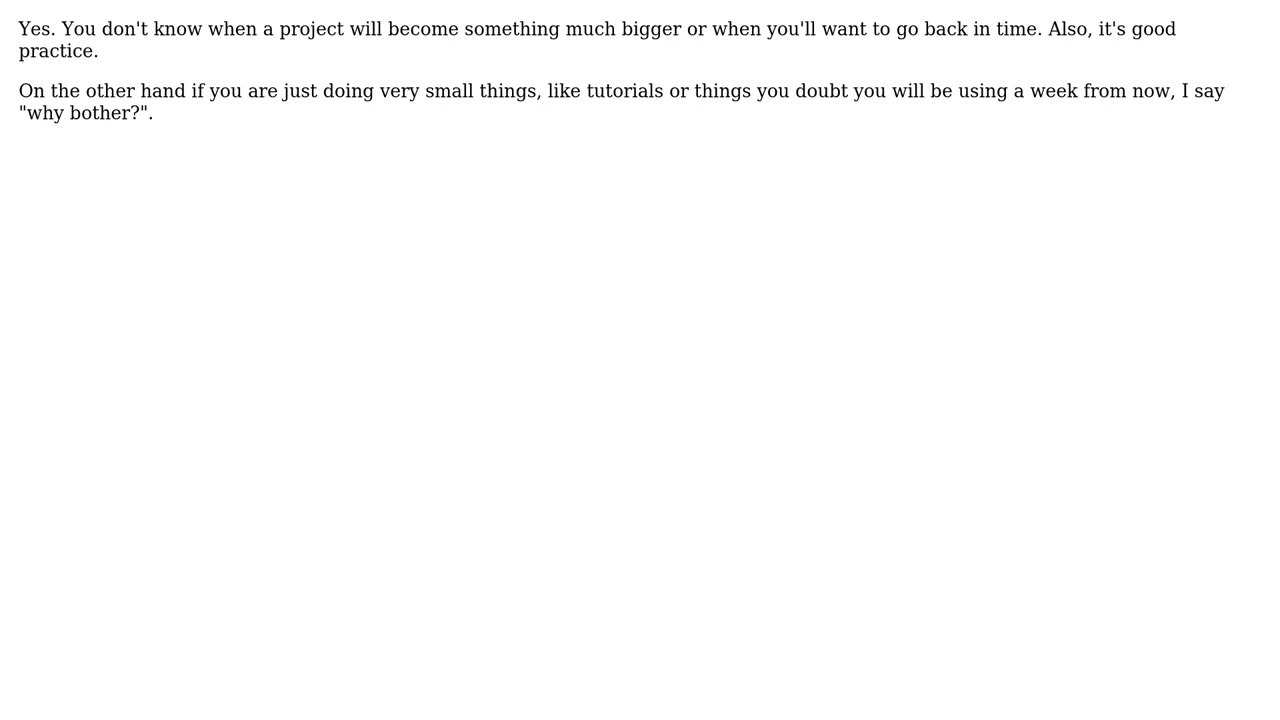 Yes. You don't know when a project will become something much bigger or when you'll want to go back in time. Also, it's good
practice.
On the other hand if you are just doing very small things, like tutorials or things you doubt you will be using a week from now, I say
"why bother?".